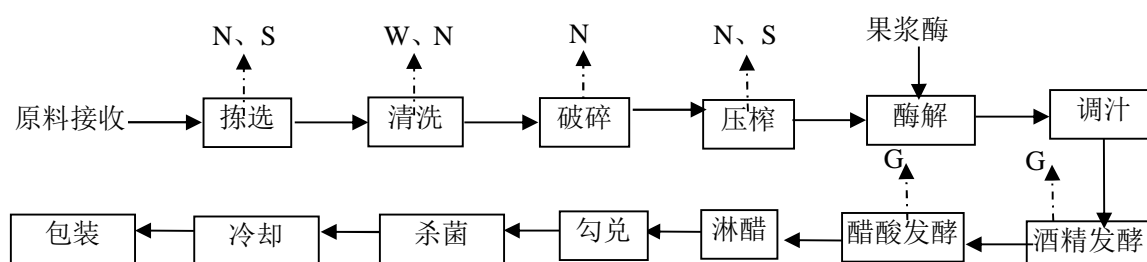 N、S
W、N
N
N、S
果浆酶
原料接收
拣选
清洗
破碎
压榨
酶解
调汁
G
G
包装
冷却
杀菌
勾兑
淋醋
醋酸发酵
酒精发酵